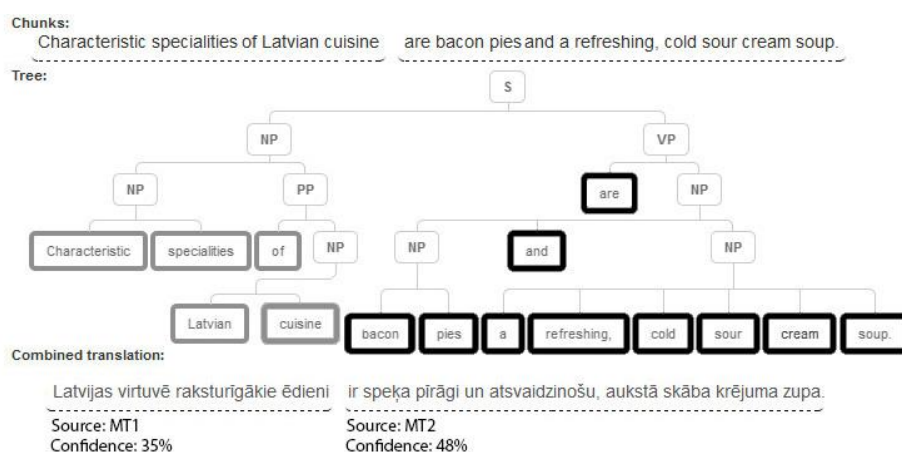 Chunks:
Characteristic specialities of Latvian cuisine are bacon pies and a refreshing, cold sour cream soup.
Tree:
S
NP VP
NP PP are NP
Characteristic specialities of NP NP and NP
Latvian cuisine bacon pies a refreshing, cold sour cream soup.
Combined translation:
Latvijas virtuvē raksturīgākie ēdieni ir speķa pīrāgi un atsvaidzinošu, aukstā skāba krējuma zupa.
Source: MT1 Source: MT2
Confidence: 35% Confidence: 48%